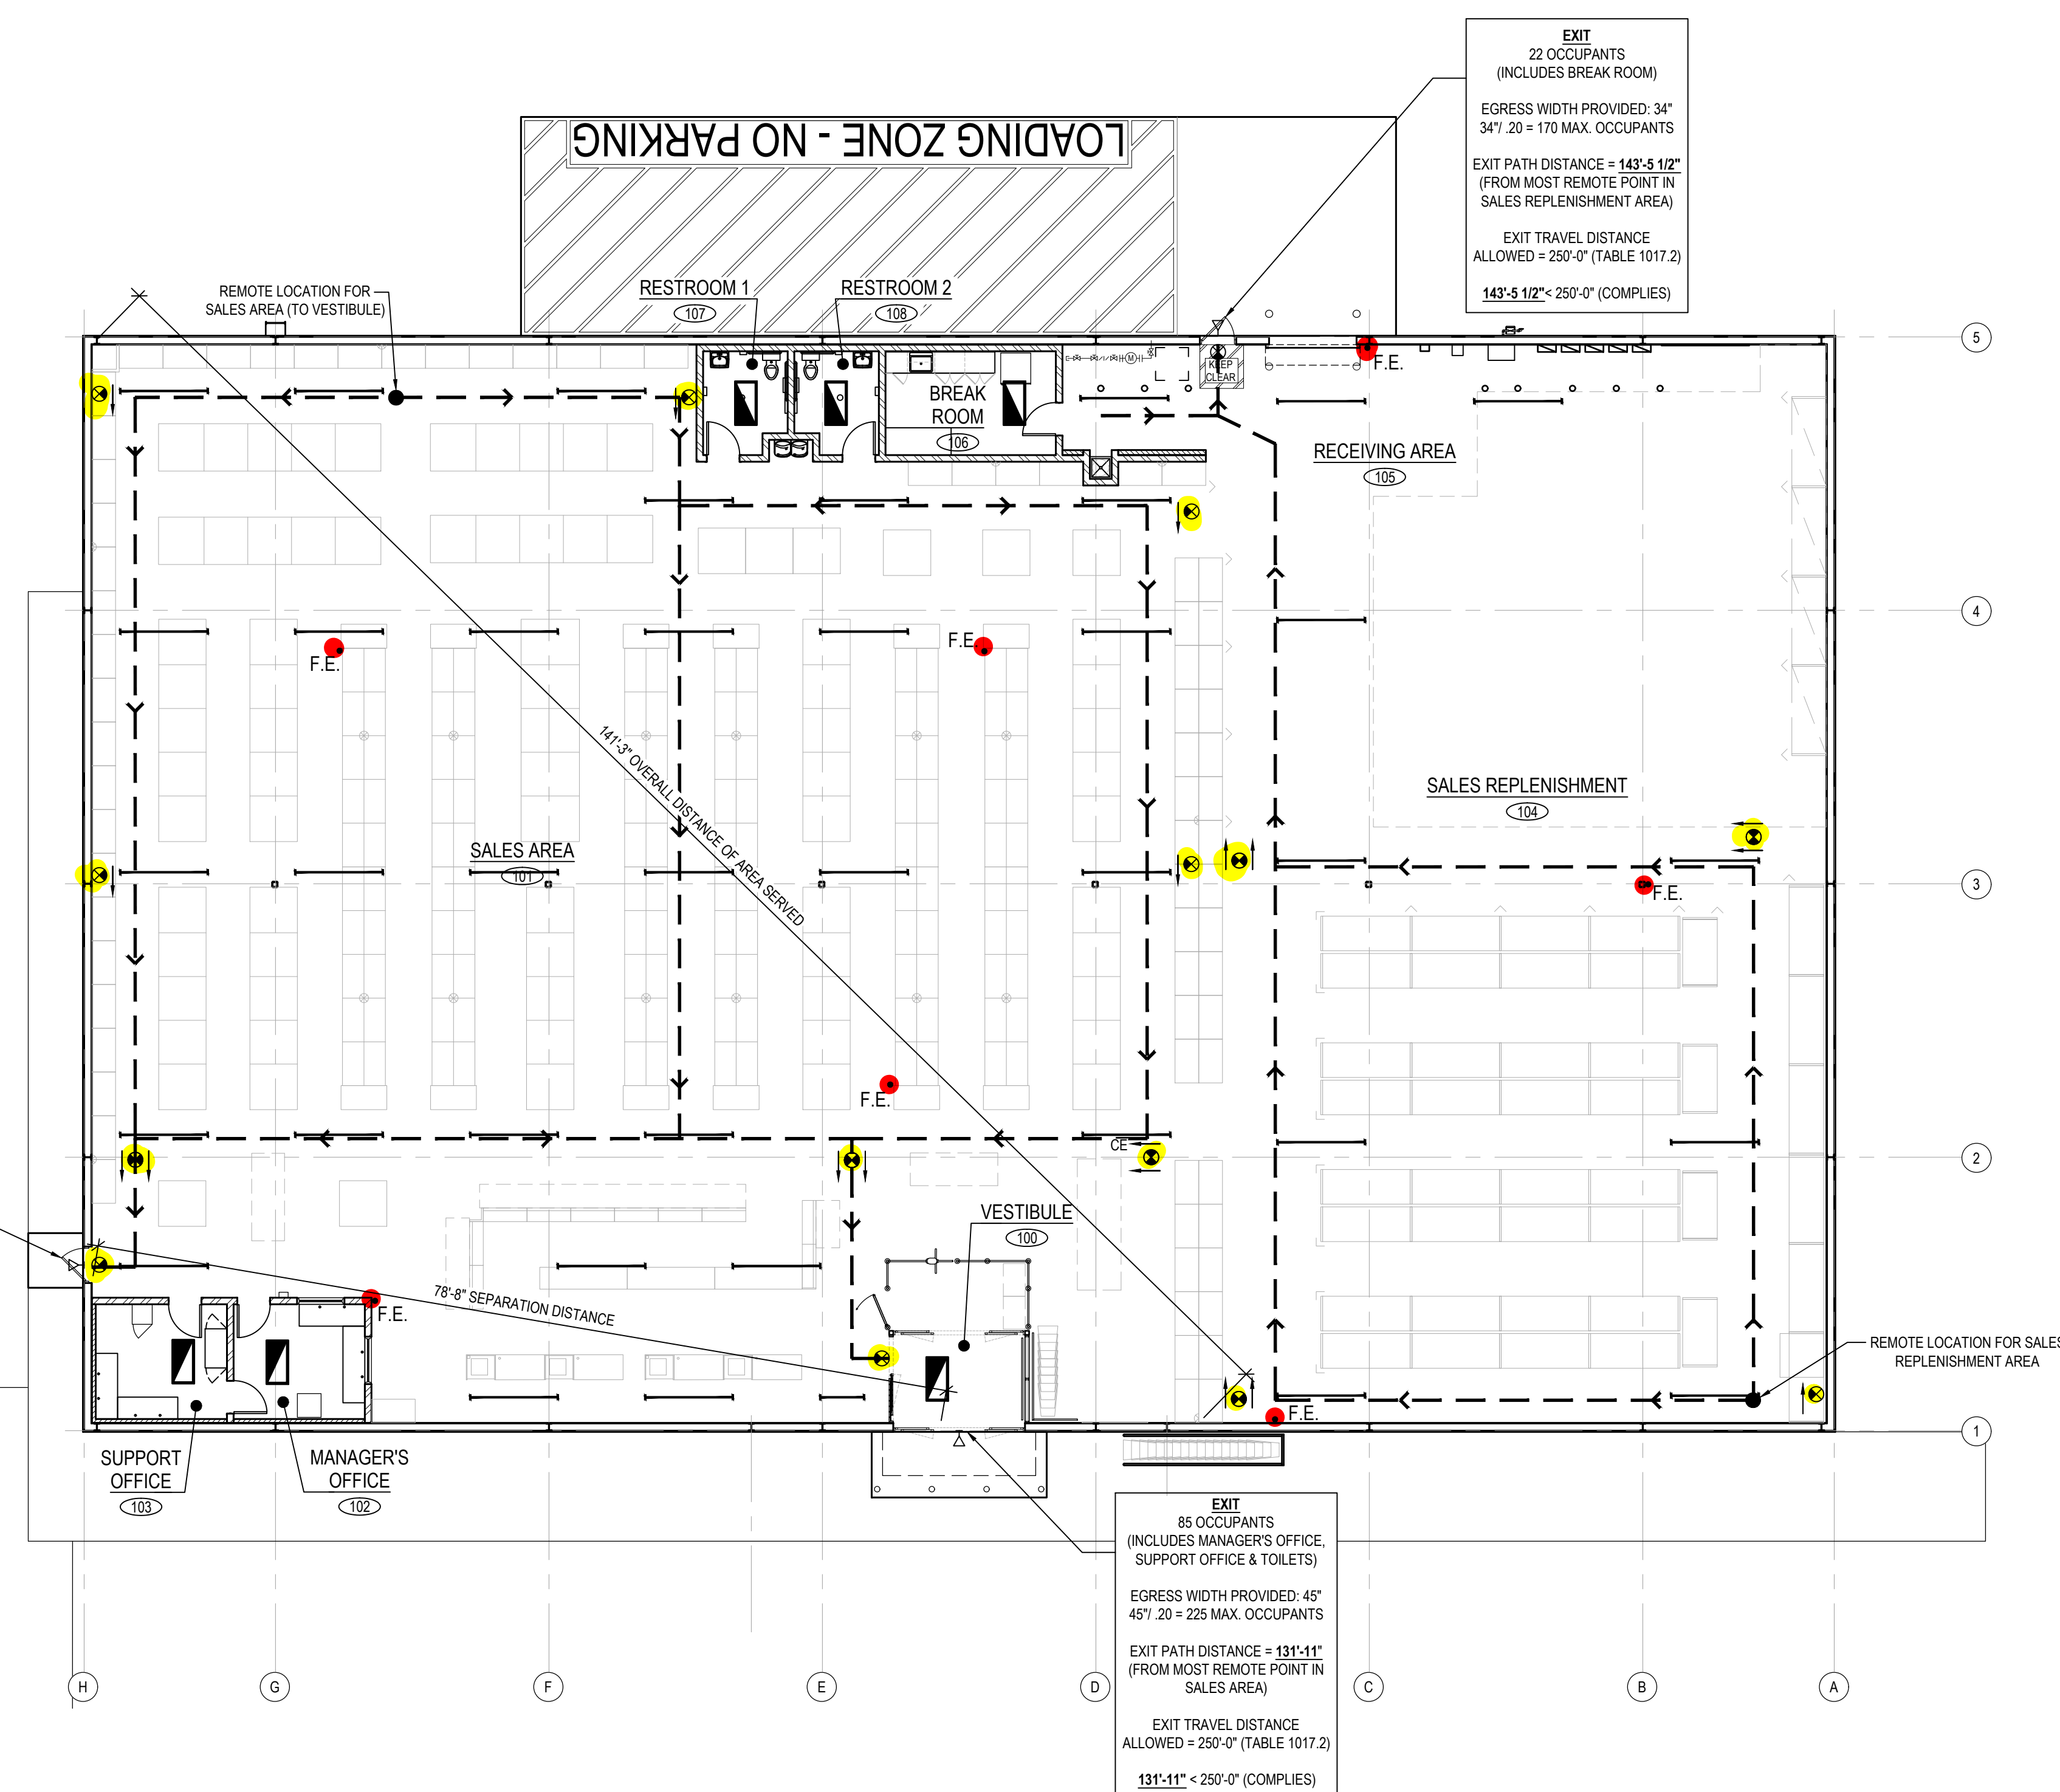 EXIT
22 OCCUPANTS
(INCLUDES BREAK ROOM)
EGRESS WIDTH PROVIDED: 34"
34"/ .20 = 170 MAX. OCCUPANTS
EXIT PATH DISTANCE = 143'-5 1/2"
(FROM MOST REMOTE POINT IN
SALES REPLENISHMENT AREA)
EXIT TRAVEL DISTANCE
ALLOWED = 250'-0" (TABLE 1017.2)
143'-5 1/2"< 250'-0" (COMPLIES)
LOADING ZONE - NO PARKING
REMOTE LOCATION FOR
SALES AREA (TO VESTIBULE)
RESTROOM 1
107
RESTROOM 2
108
5
KEEP
CLEAR
M
F.E.
BREAK
ROOM
106
RECEIVING AREA
105
4
F.E.
F.E.
141'-3" OVERALL DISTANCE OF AREA SERVED
SALES REPLENISHMENT
104
SALES AREA
101
3
F.E.
F.E.
CE
2
VESTIBULE
100
78'-8" SEPARATION DISTANCE
F.E.
REMOTE LOCATION FOR SALES
REPLENISHMENT AREA
F.E.
1
SUPPORT
OFFICE
103
MANAGER'S
OFFICE
102
EXIT
85 OCCUPANTS
(INCLUDES MANAGER'S OFFICE,
SUPPORT OFFICE & TOILETS)
EGRESS WIDTH PROVIDED: 45"
45"/ .20 = 225 MAX. OCCUPANTS
EXIT PATH DISTANCE = 131'-11"
(FROM MOST REMOTE POINT IN
SALES AREA)
EXIT TRAVEL DISTANCE
ALLOWED = 250'-0" (TABLE 1017.2)
131'-11" < 250'-0" (COMPLIES)
H
G
F
E
D
C
B
A